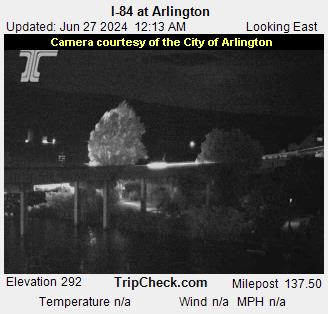 I-84 at Arlington
Updated: Jun 27 2024 12:13 AM Looking East
Camera courtesy of the City of Arlington
Elevation 292 TripCheck.com Milepost 137.50
Temperature n/a Wind n/a MPH n/a